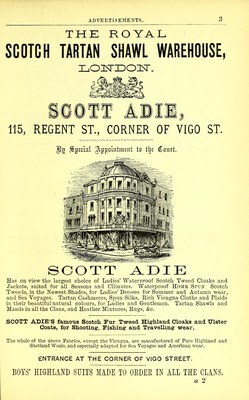 ADVERTISEMENTS. 3
THE ROYAL
SCOTCH TARTAN SHAWL WAREHOUSE,
LONDON.
SCOTT ADIE,
115, REGENT ST., CORNER OF VIGO ST.
By Special Appointment to the Court.
SCOTT ADIE
Has on view the largest choice of Ladies' Waterproof Scotch Tweed Cloaks and
Jackets, suited for all Seasons and Climates. Waterproof HOME SPUN Scotch
Tweeds, in the Newest Shades, for Ladies' Dresses for Summer and Autumn wear,
and Sea Voyages. Tartan Cashmeres, Spun Silks, Rich Vicugna Cloths and Plaids
in their beautiful natural colours, for Ladies and Gentlemen. Tartan Shawls and
Mauds in all the Clans, and Heather Mixtures, Rugs, &c.
SCOTT ADIE'S famous Scotch Fur Tweed Highland Cloaks and Ulster
Coats, for Shooting, Fishing and Travelling wear.
The whole of the above Fabrics, except the Vicugna, are manufactured of Pure Highland and
Shetland Wools, and especially adapted for Sea Voyages and American wear.
ENTRANCE AT THE CORNER OF VIGO STREET.
BOYS' HIGHLAND SUITS MADE TO ORDER IN ALL THE CLANS.
a 2